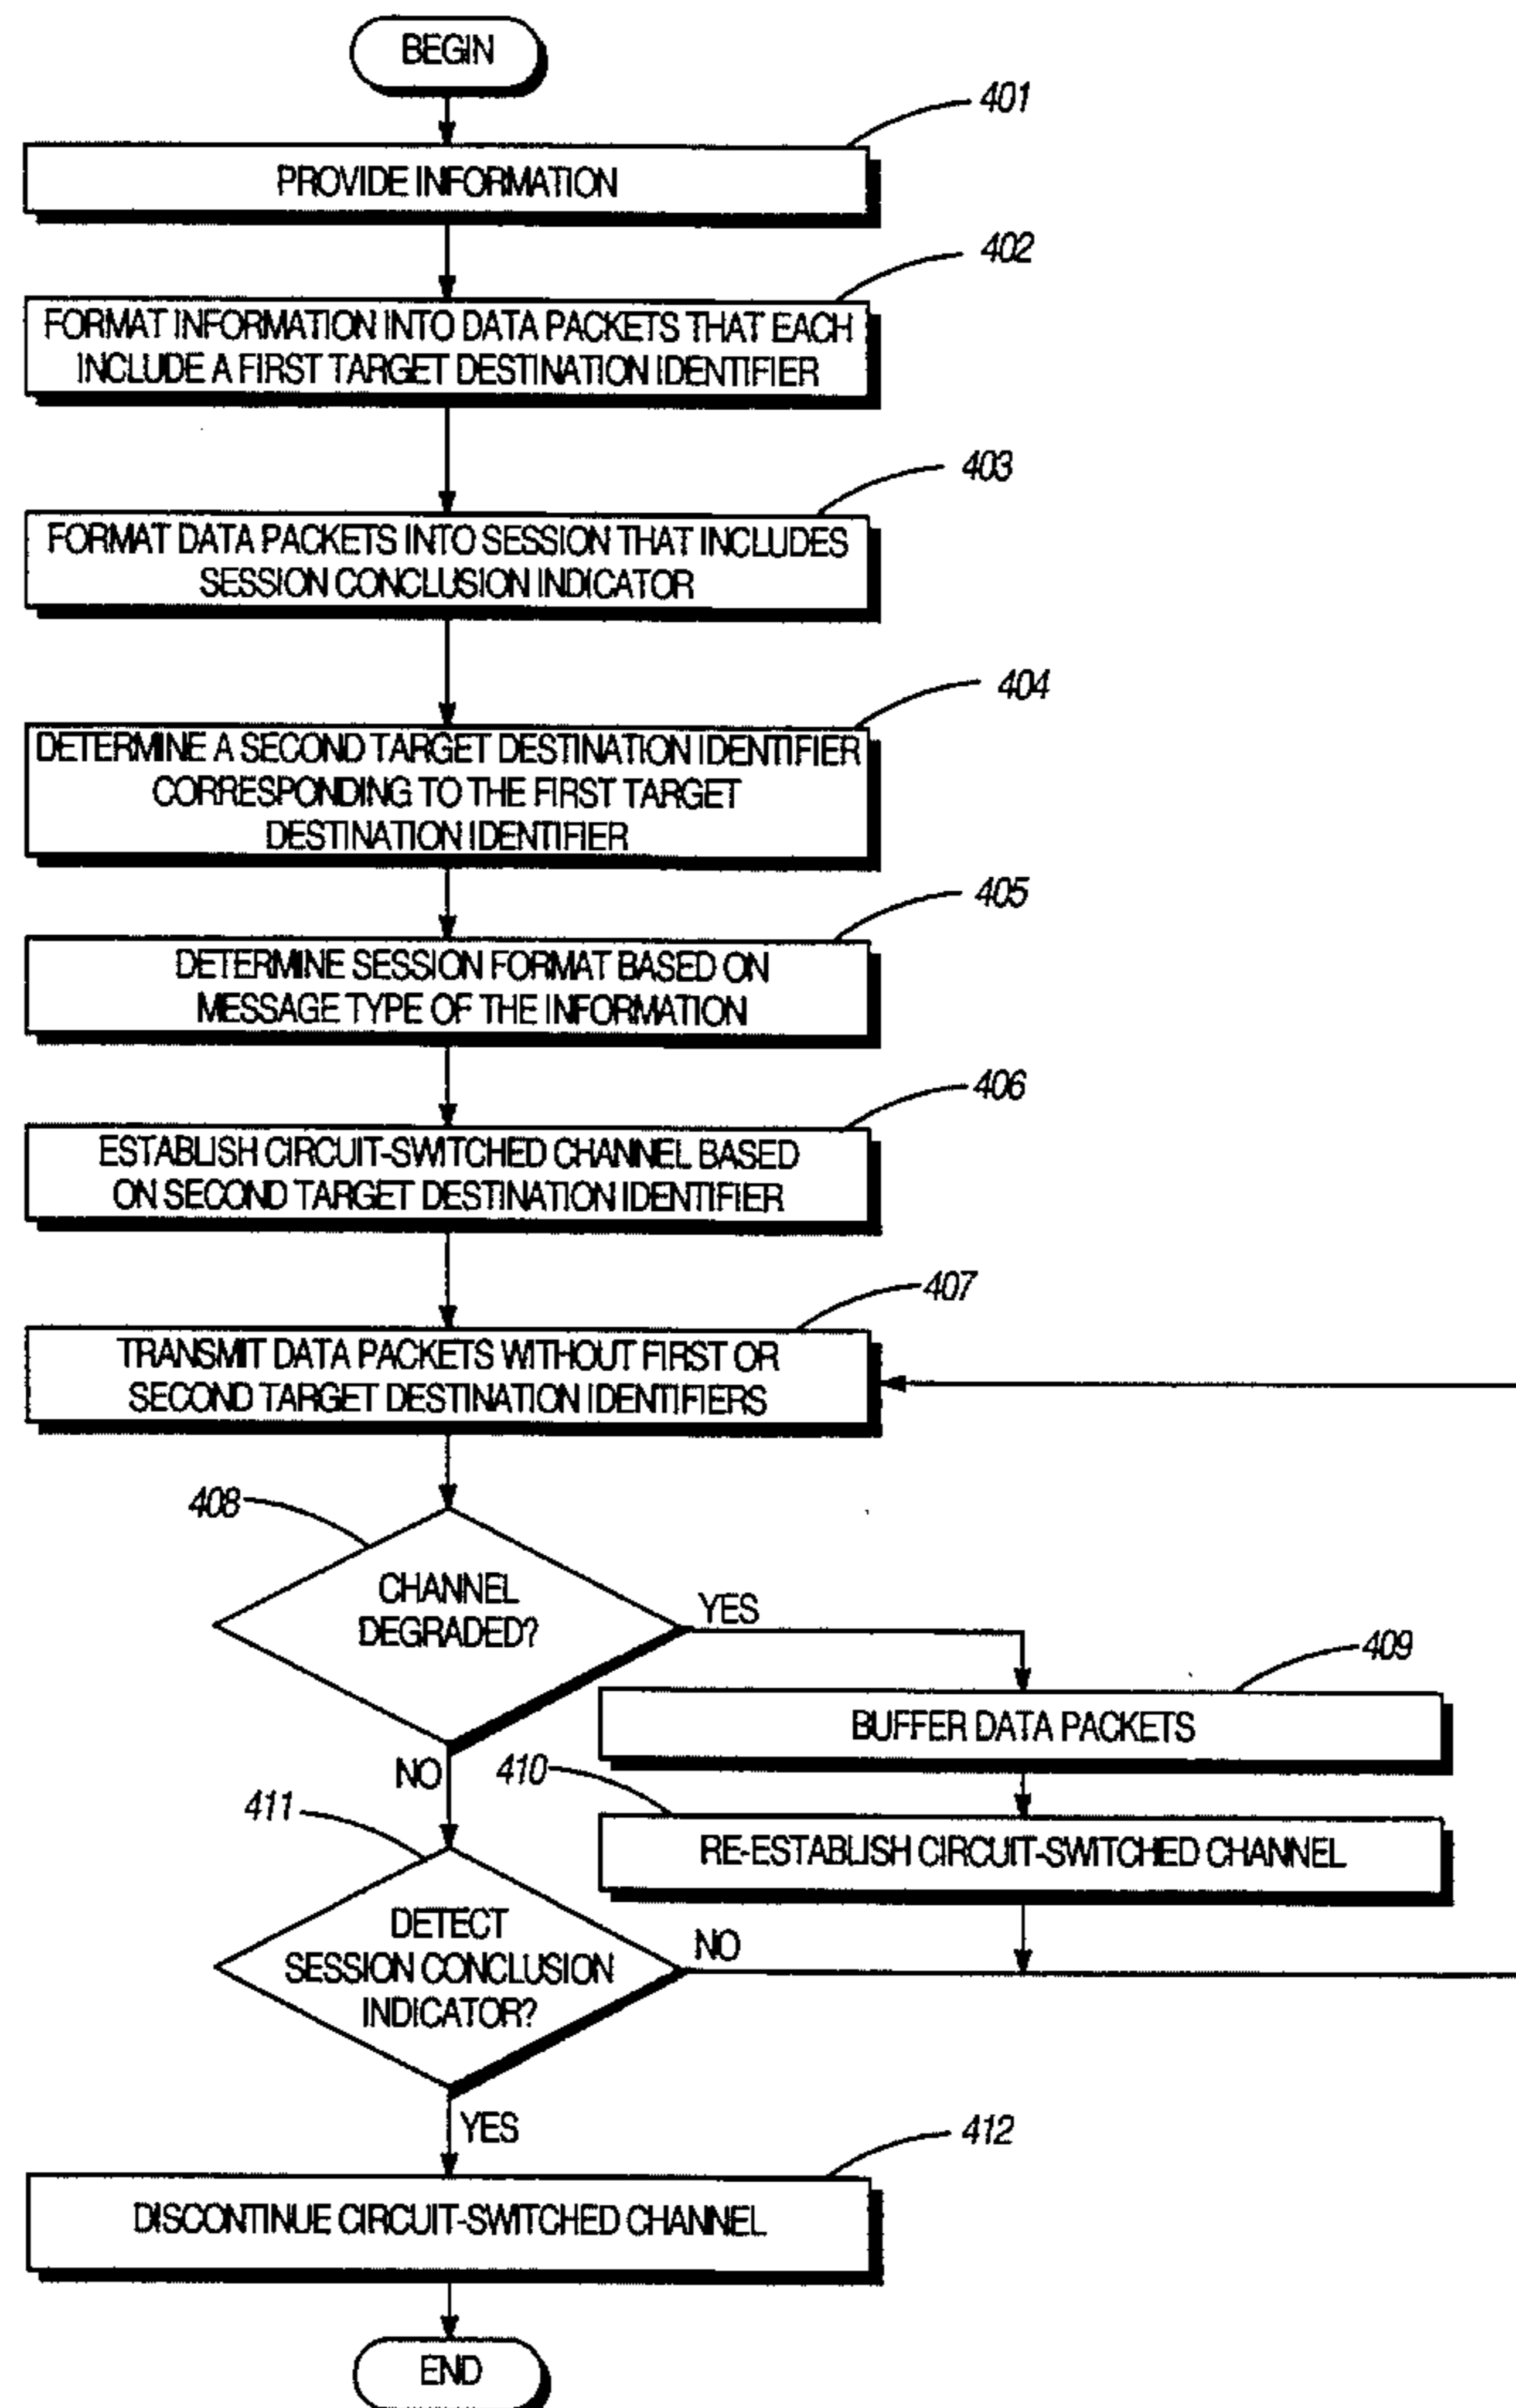 BEGIN
401
PROVIDE INFORMATION
402
FORMAT INFORMATION INTO DATA PACKETS THAT EACH
INCLUDE A FIRST TARGET DESTINATION IDENTIFIER
403
FORMAT DATA PACKETS INTO SESSION THAT INCLUDES
SESSION CONCLUSION INDICATOR
404
DETERMINE A SECOND TARGET DESTINATION IDENTIFIER
CORRESPONDING TO THE FIRST TARGET
DESTINATION IDENTIFIER
405
DETERMINE SESSION FORMAT BASED ON
MESSAGE TYPE OF THE INFORMATION
406
ESTABLISH CIRCUIT-SWITCHED CHANNEL BASED
ON SECOND TARGET DESTINATION IDENTIFIER
407
TRANSMIT DATA PACKETS WITHOUT FIRST OR
SECOND TARGET DESTINATION IDENTIFIERS
408
CHANNEL
DEGRADED?
YES
409
BUFFER DATA PACKETS
NO
410
RE-ESTABLISH CIRCUIT-SWITCHED CHANNEL
411
DETECT
SESSION CONCLUSION
INDICATOR?
NO
YES
412
DISCONTINUE CIRCUIT-SWITCHED CHANNEL
END